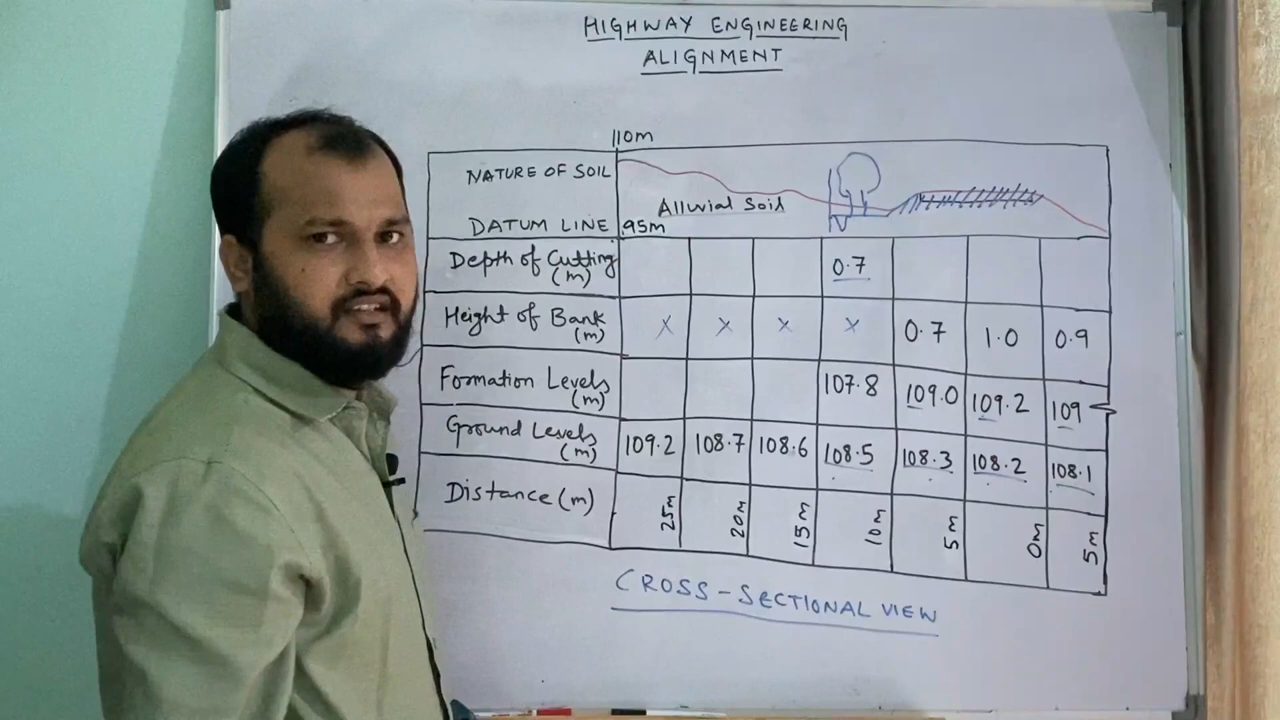 HIGHWAY ENGINEERING
ALIGNMENT
110m
NATURE OF SOIL
Alluvial Soil
DATUM LINE 95m
Depth of Cutting (m) 0.7
Height of Bank (m) X X X X 0.7 1.0 0.9
Formation Levels (m) 107.8 109.0 109.2 109
Ground Levels (m) 109.2 108.7 108.6 108.5 108.3 108.2 108.1
Distance (m) 25m 20m 15m 10m 5m 0m 5m
CROSS-SECTIONAL VIEW